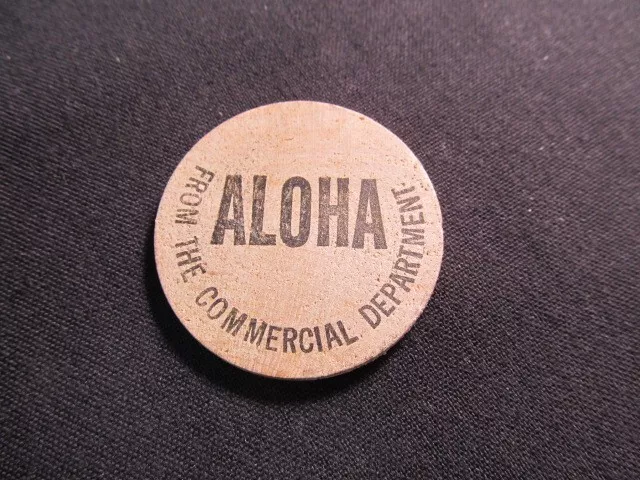 ALOHA
FROM THE COMMERCIAL DEPARTMENT